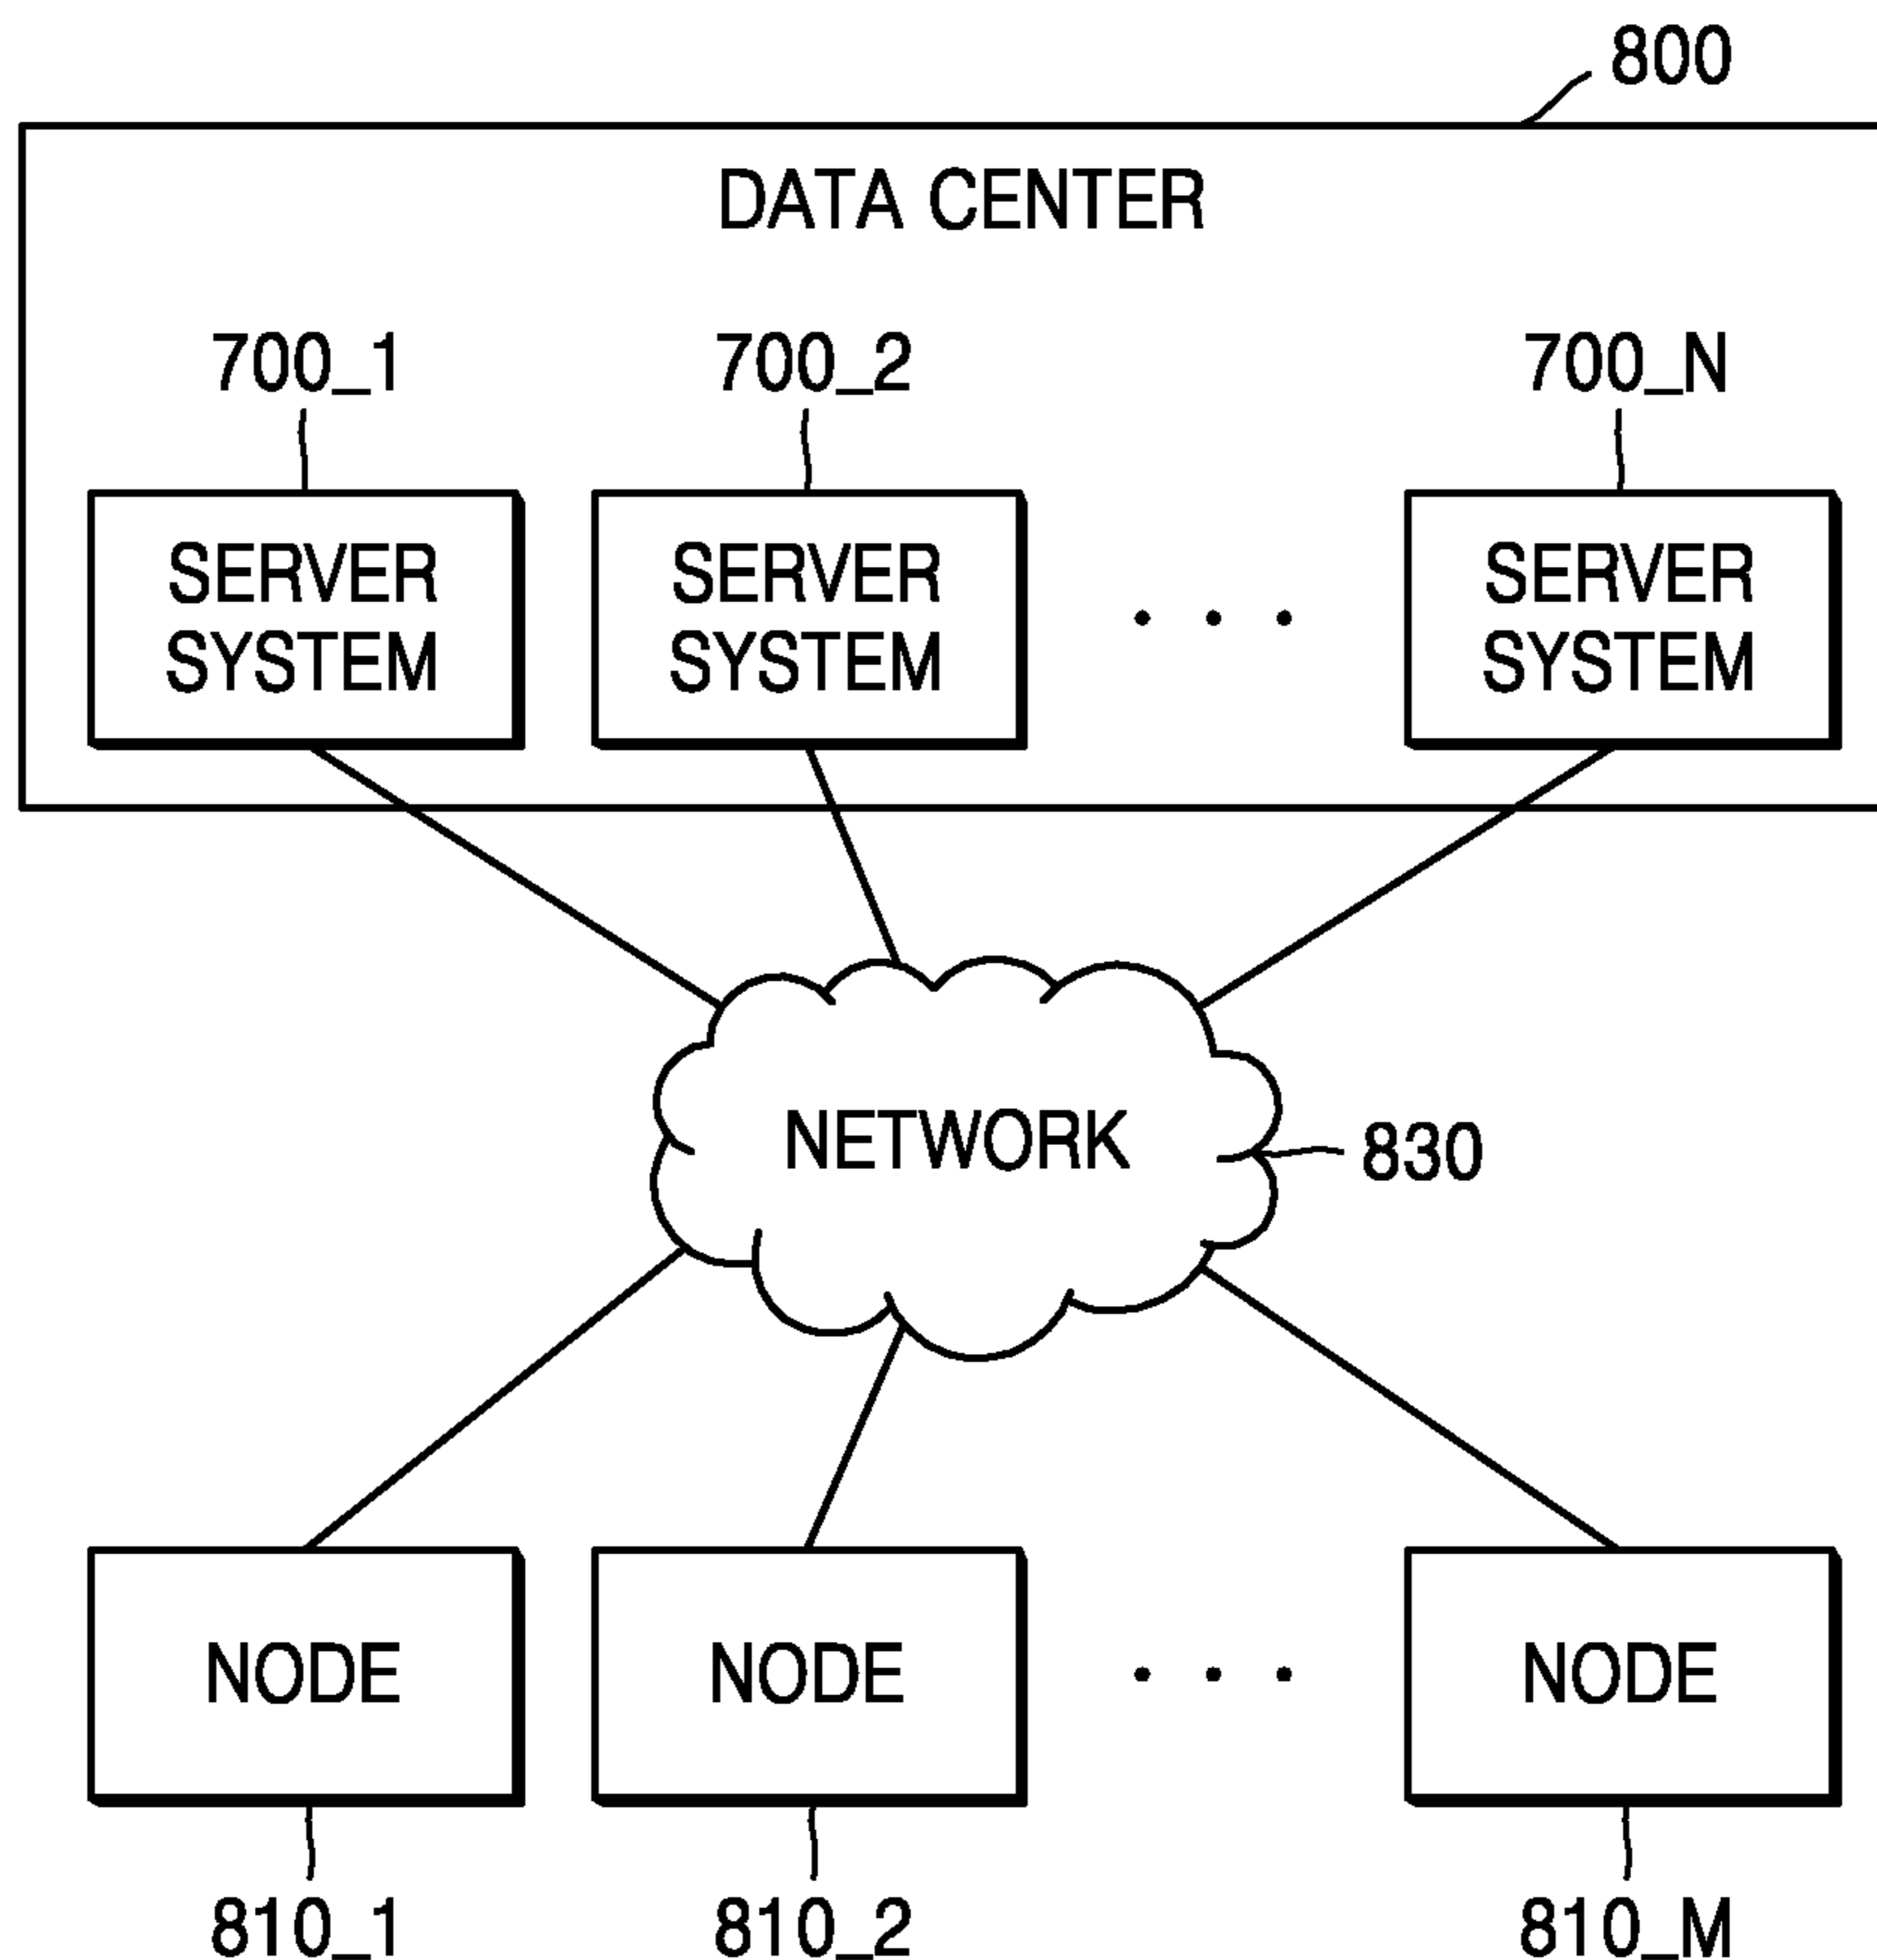 800
DATA CENTER
700_1
700_2
700_N
SERVER
SYSTEM
SERVER
SYSTEM
SERVER
SYSTEM
NETWORK
830
NODE
NODE
NODE
810_1
810_2
810_M